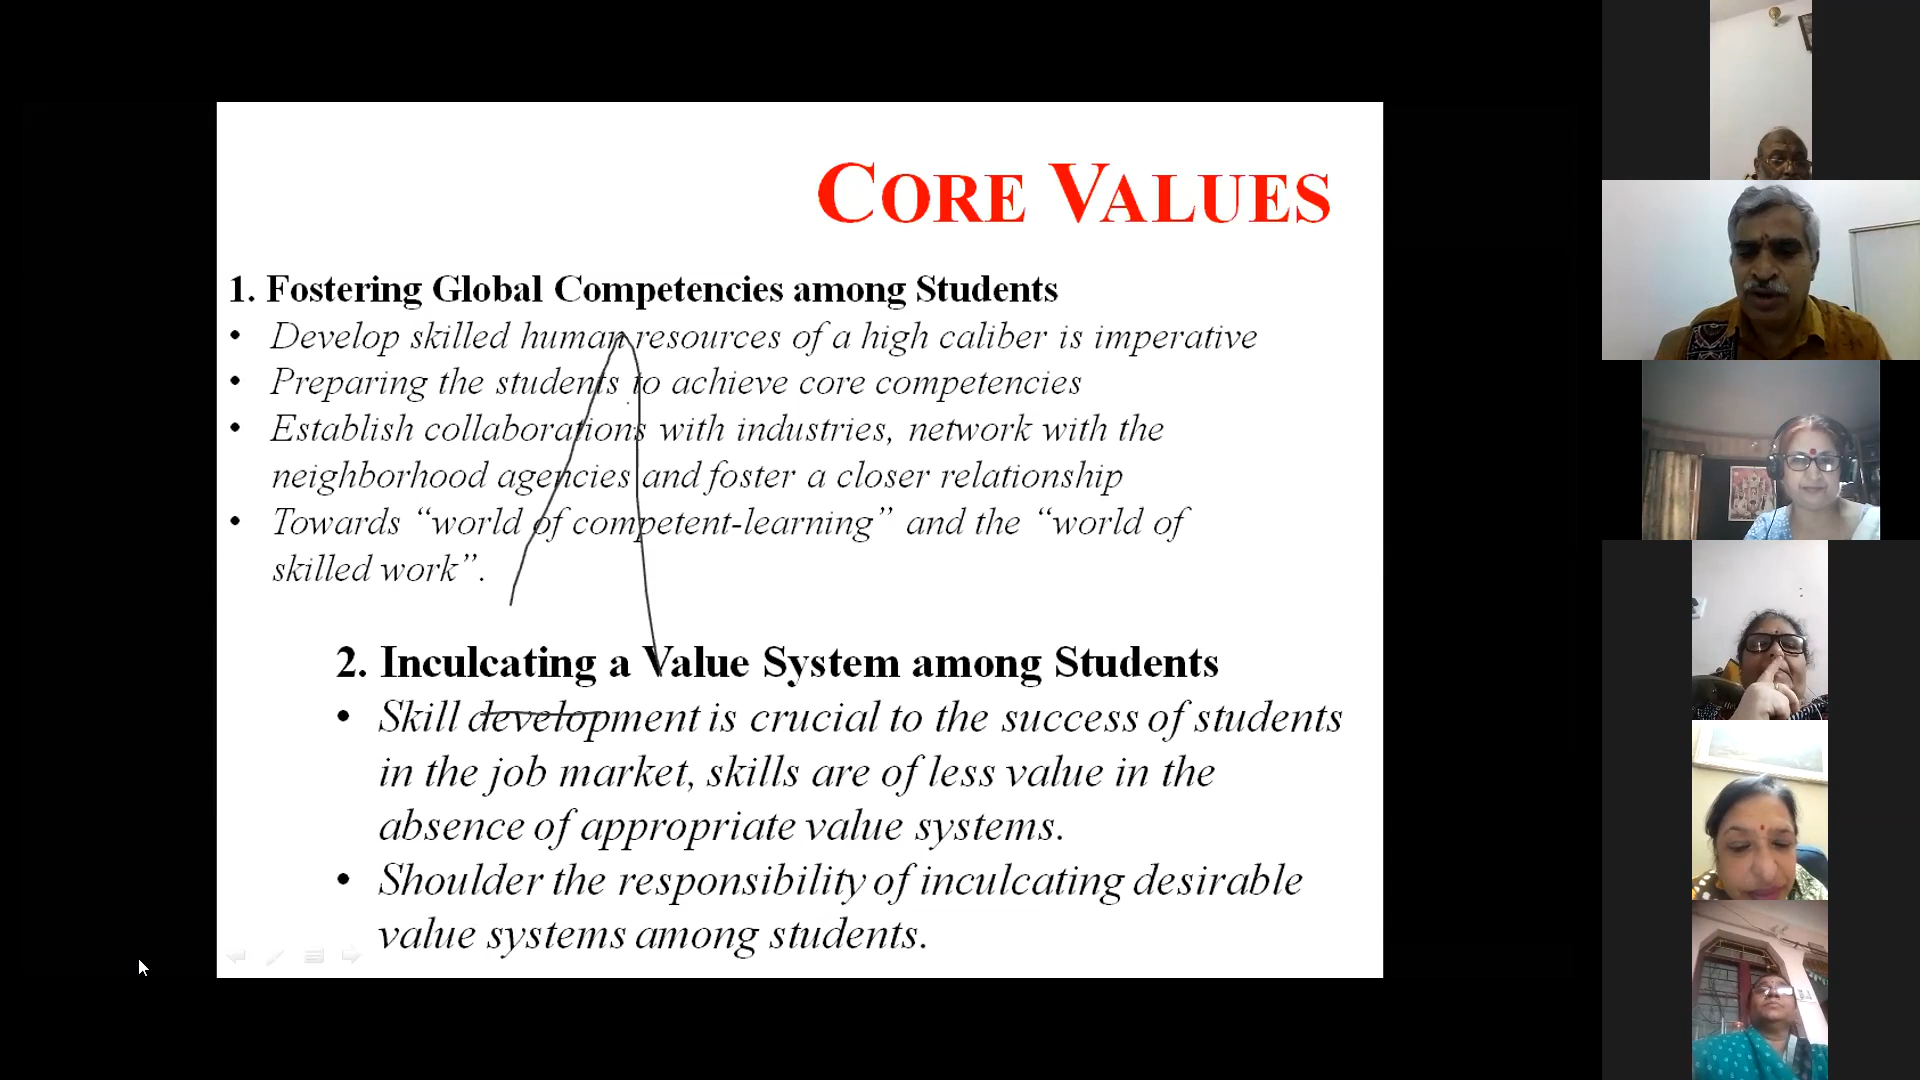 CORE VALUES
1. Fostering Global Competencies among Students
• Develop skilled human resources of a high caliber is imperative
• Preparing the students to achieve core competencies
• Establish collaborations with industries, network with the
neighborhood agencies and foster a closer relationship
• Towards “world of competent-learning” and the “world of
skilled work”.
2. Inculcating a Value System among Students
• Skill development is crucial to the success of students
in the job market, skills are of less value in the
absence of appropriate value systems.
• Shoulder the responsibility of inculcating desirable
value systems among students.